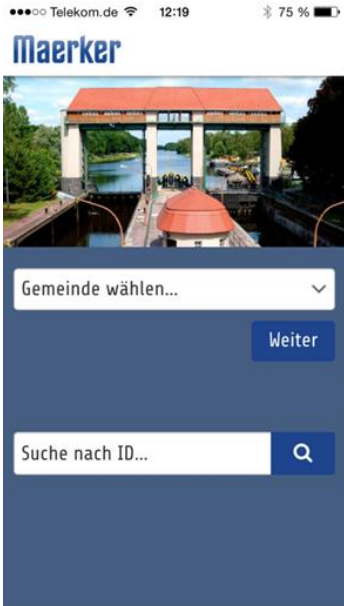 Telekom.de 12:19 75 %
Maerker
Gemeinde wählen...
Weiter
Suche nach ID...